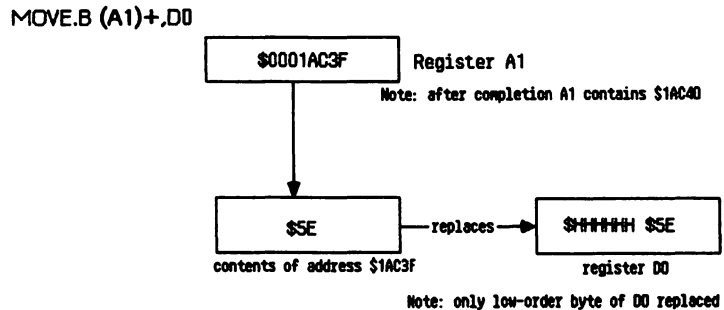 MOVE.B (A1)+,D0
$0001AC3F
Register A1
Note: after completion A1 contains $1AC40
$5E
replaces
$HHHHHH $5E
contents of address $1AC3F
register D0
Note: only low-order byte of D0 replaced